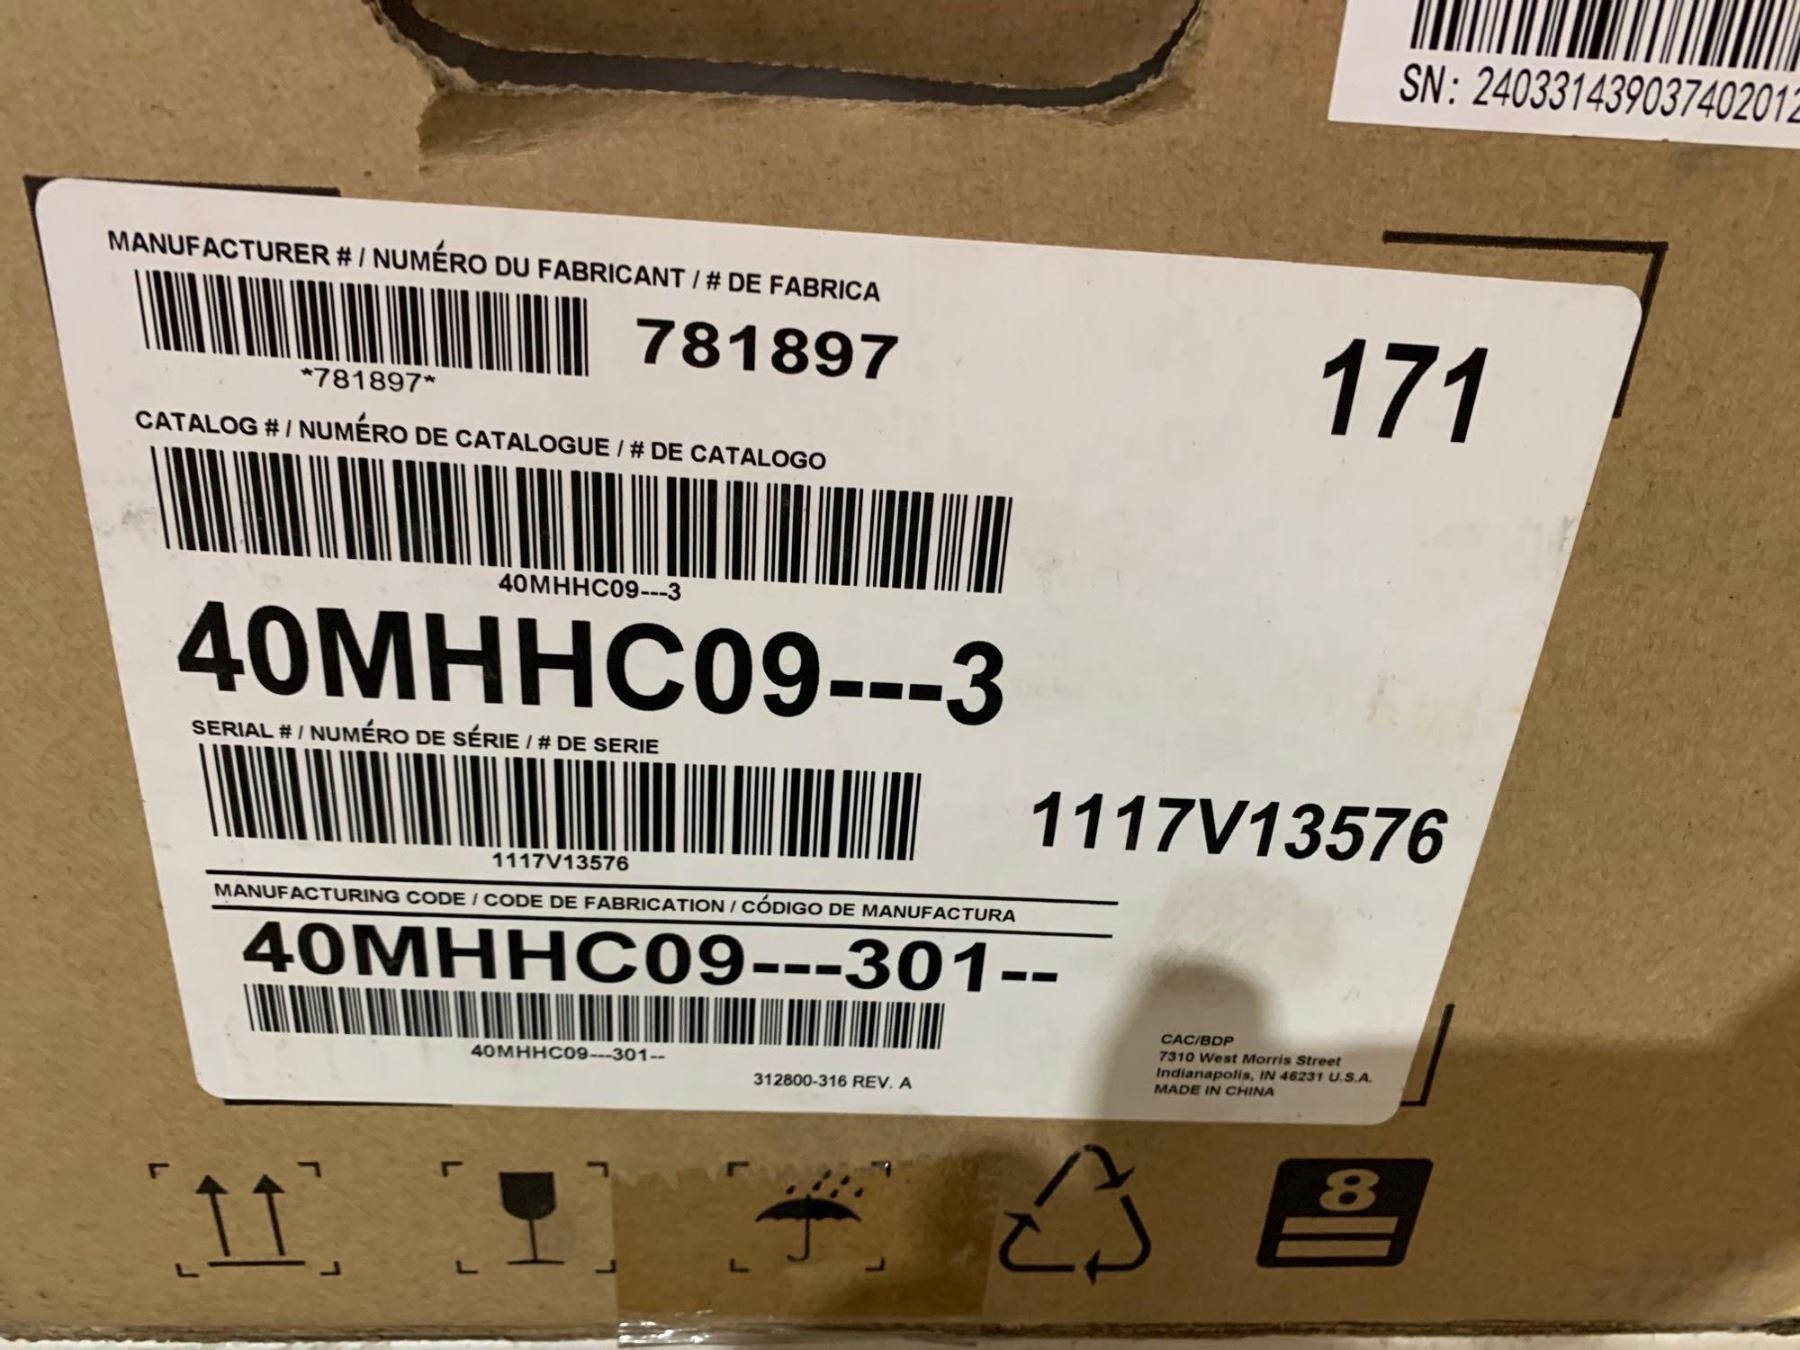 SN: 240331439037402012
MANUFACTURER # / NUMÉRO DU FABRICANT / # DE FABRICA
781897
171
*781897*
CATALOG # / NUMÉRO DE CATALOGUE / # DE CATALOGO
40MHHC09---3
40MHHC09---3
SERIAL # / NUMÉRO DE SÉRIE / # DE SERIE
1117V13576
1117V13576
MANUFACTURING CODE / CODE DE FABRICATION / CÓDIGO DE MANUFACTURA
40MHHC09---301--
40MHHC09---301--
312800-316 REV. A
CAC/BDP
7310 West Morris Street
Indianapolis, IN 46231 U.S.A.
MADE IN CHINA
8